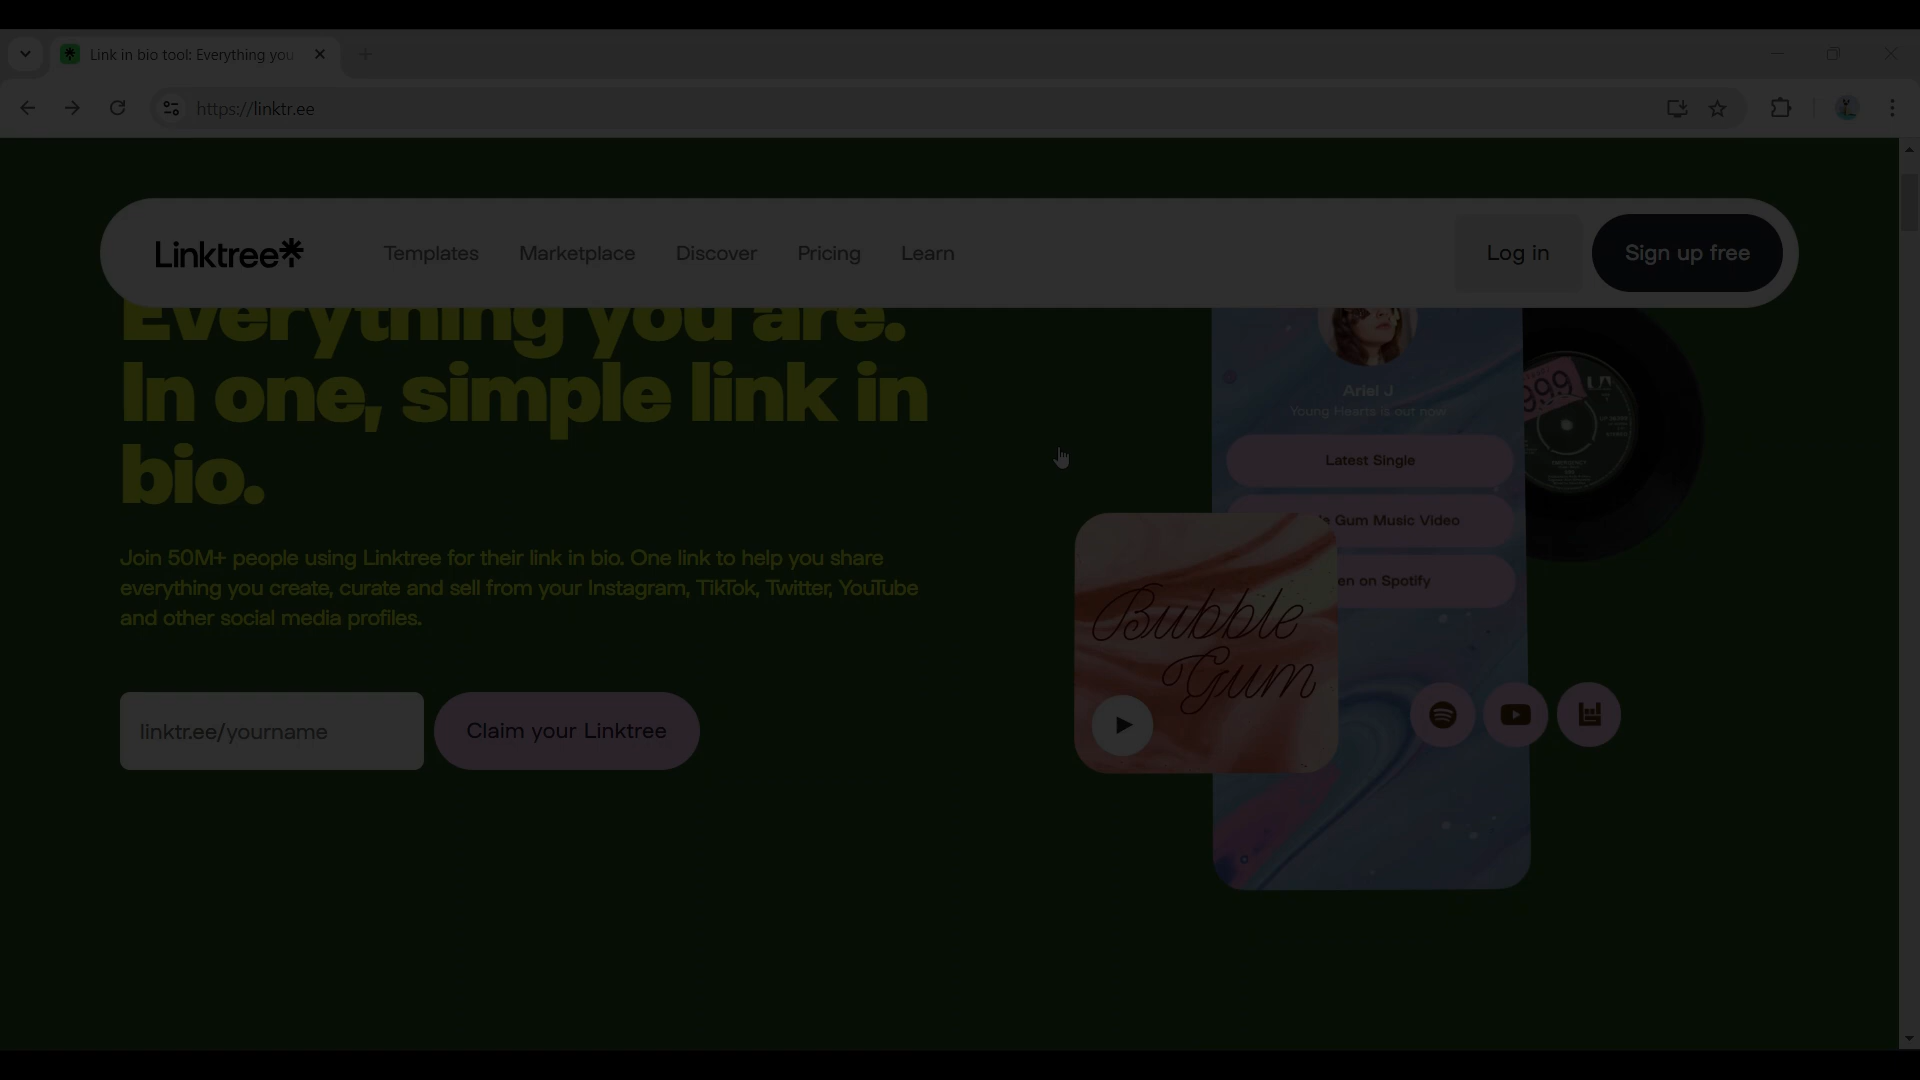 Link in bio tool: Everything you
https://linktr.ee
Linktree
Templates
Marketplace
Discover
Pricing
Learn
Log in
Sign up free
Everything you are.
In one, simple link in
bio.
Join 50M+ people using Linktree for their link in bio. One link to help you share
everything you create, curate and sell from your Instagram, TikTok, Twitter, YouTube
and other social media profiles.
linktr.ee/yourname
Claim your Linktree
Ariel J
Young Hearts is out now
Latest Single
Gum Music Video
en on Spotify
Bubble
Gum
999